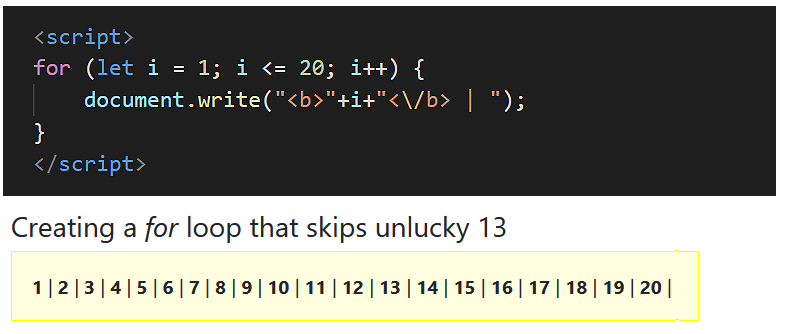 <script>
for (let i = 1; i <= 20; i++) {
    document.write("<b>"+i+"<\/b> | ");
}
</script>
Creating a for loop that skips unlucky 13
1 | 2 | 3 | 4 | 5 | 6 | 7 | 8 | 9 | 10 | 11 | 12 | 13 | 14 | 15 | 16 | 17 | 18 | 19 | 20 |